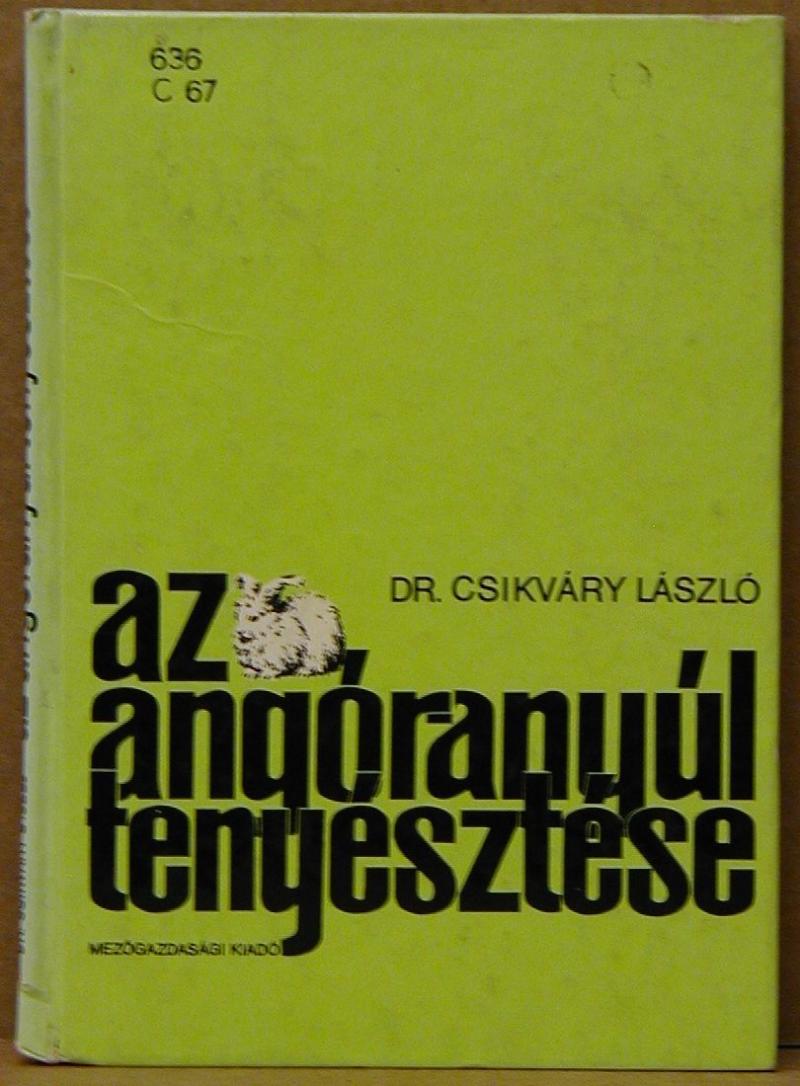 636
C 67
DR. CSIKVÁRY LÁSZLÓ
az
angóranyúl
tenyésztése
MEZŐGAZDASÁGI KIADÓ